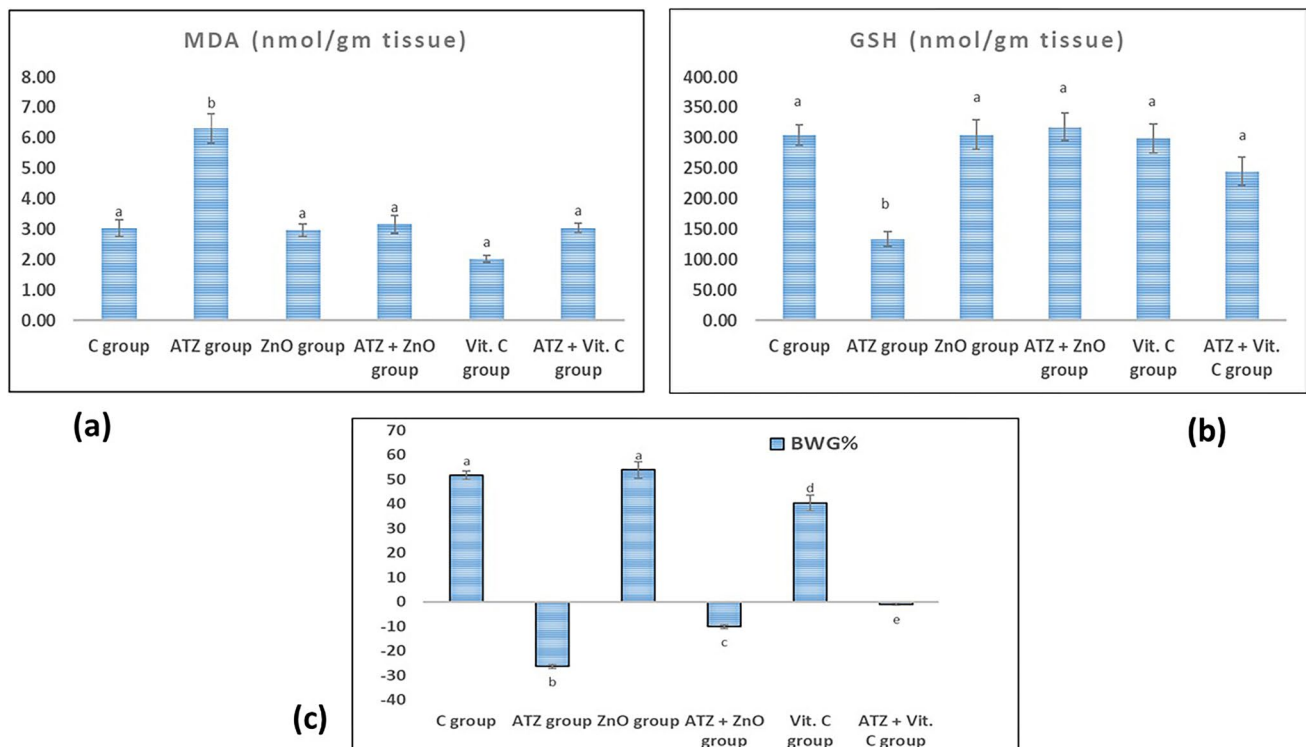 MDA (nmol/gm tissue)
8.00
7.00
6.00
5.00
4.00
3.00
2.00
1.00
0.00
a
b
a
a
a
a
C group
ATZ group
ZnO group
ATZ + ZnO
group
Vit. C
group
ATZ + Vit. C
group
(a)
GSH (nmol/gm tissue)
400.00
350.00
300.00
250.00
200.00
150.00
100.00
50.00
0.00
a
b
a
a
a
a
C group
ATZ group
ZnO group
ATZ + ZnO
group
Vit. C
group
ATZ + Vit.
C group
(b)
BWG%
70
60
50
40
30
20
10
0
-10
-20
-30
-40
a
b
a
c
d
e
C group
ATZ group
ZnO group
ATZ + ZnO
group
Vit. C
group
ATZ + Vit.
C group
(c)